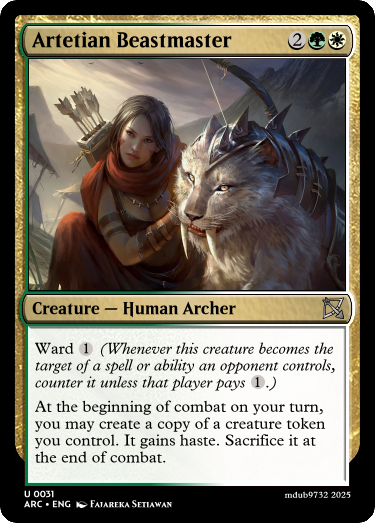 Artetian Beastmaster 2
Creature — Human Archer
Ward 1 (Whenever this creature becomes the
target of a spell or ability an opponent controls,
counter it unless that player pays 1.)
At the beginning of combat on your turn,
you may create a copy of a creature token
you control. It gains haste. Sacrifice it at
the end of combat.
U 0031
ARC • ENG Fajareka Setiawan
mdub9732 2025